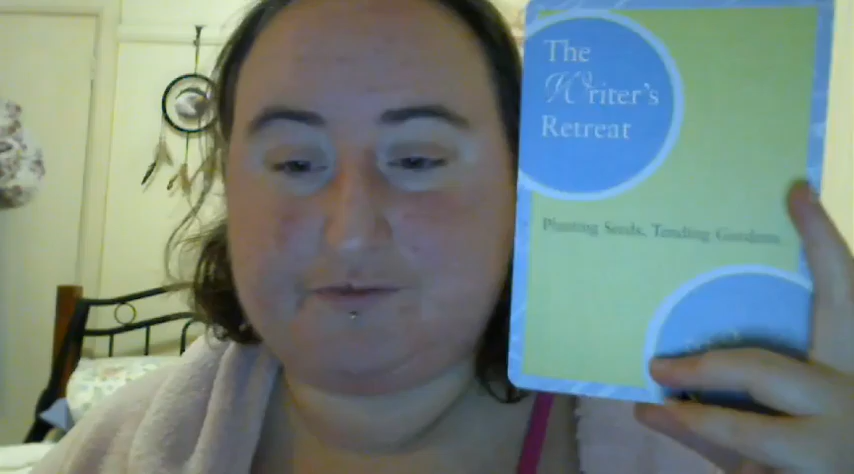 The
Writer's
Retreat
Planting Seeds, Tending Gardens